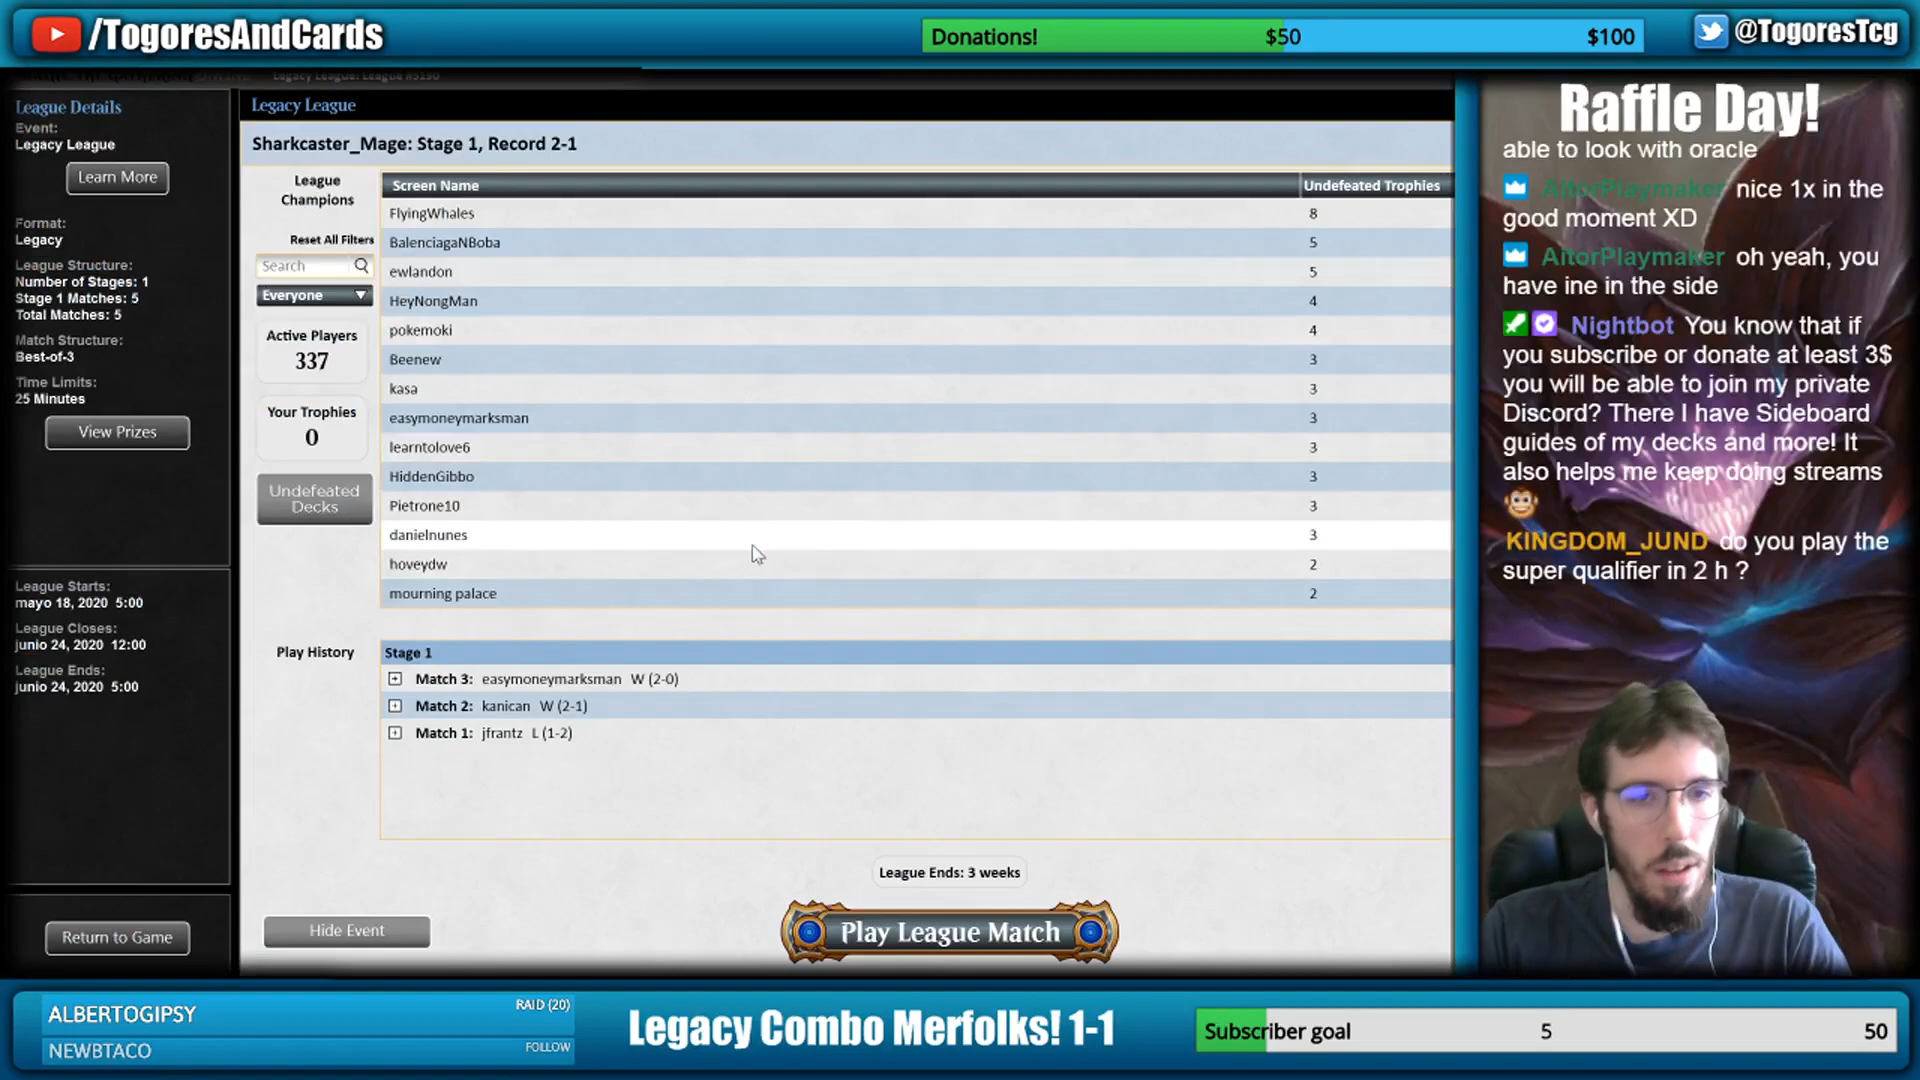 /TogoresAndCards
Donations! $50 $100
@TogoresTcg
Legacy League: League #5190
League Details
Event:
Legacy League
Learn More
Format:
Legacy
League Structure:
Number of Stages: 1
Stage 1 Matches: 5
Total Matches: 5
Match Structure:
Best-of-3
Time Limits:
25 Minutes
View Prizes
League Starts:
mayo 18, 2020 5:00
League Closes:
junio 24, 2020 12:00
League Ends:
junio 24, 2020 5:00
Return to Game
Legacy League
Sharkcaster_Mage: Stage 1, Record 2-1
League
Champions
Reset All Filters
Search
Everyone
Active Players
337
Your Trophies
0
Undefeated
Decks
Screen Name Undefeated Trophies
FlyingWhales 8
BalenciagaNBoba 5
ewlandon 5
HeyNongMan 4
pokemoki 4
Beenew 3
kasa 3
easymoneymarksman 3
learntolove6 3
HiddenGibbo 3
Pietrone10 3
danielnunes 3
hoveydw 2
mourning palace 2
Play History
Stage 1
Match 3: easymoneymarksman W (2-0)
Match 2: kanican W (2-1)
Match 1: jfrantz L (1-2)
League Ends: 3 weeks
Hide Event
Play League Match
Raffle Day!
able to look with oracle
AitorPlaymaker nice 1x in the
good moment XD
AitorPlaymaker oh yeah, you
have ine in the side
Nightbot You know that if
you subscribe or donate at least 3$
you will be able to join my private
Discord? There I have Sideboard
guides of my decks and more! It
also helps me keep doing streams
KINGDOM_JUND do you play the
super qualifier in 2 h ?
ALBERTOGIPSY RAID (20)
NEWBTACO FOLLOW
Legacy Combo Merfolks! 1-1
Subscriber goal 5 50